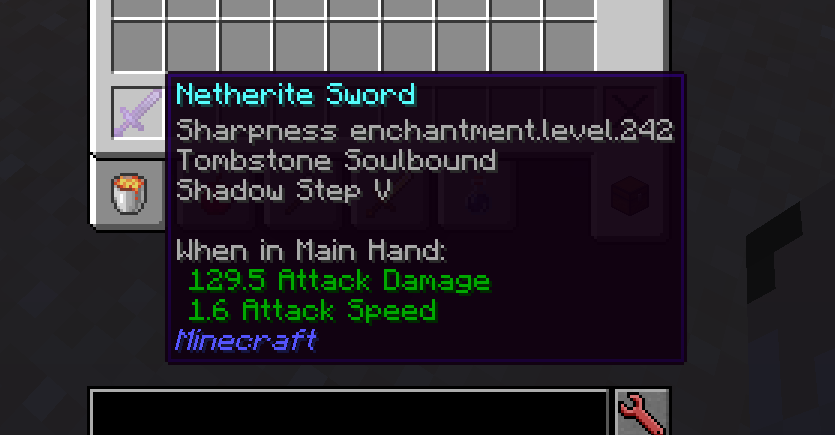 Netherite Sword
Sharpness enchantment.level.242
Tombstone Soulbound
Shadow Step V
When in Main Hand:
129.5 Attack Damage
1.6 Attack Speed
Minecraft